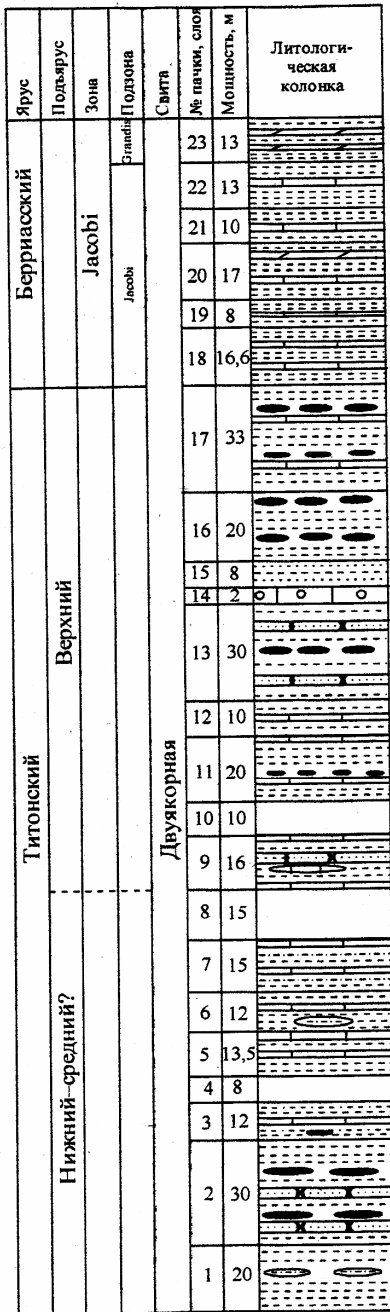 Ярус
Подъярус
Зона
Подзона
Свита
№ пачки, слоя
Мощность, м
Литологи-
ческая
колонка
Берриасский
Jacobi
Grandis
Jacobi
Титонский
Верхний
Нижний–средний?
Двуякорная
23 13
22 13
21 10
20 17
19 8
18 16,6
17 33
16 20
15 8
14 2
13 30
12 10
11 20
10 10
9 16
8 15
7 15
6 12
5 13,5
4 8
3 12
2 30
1 20